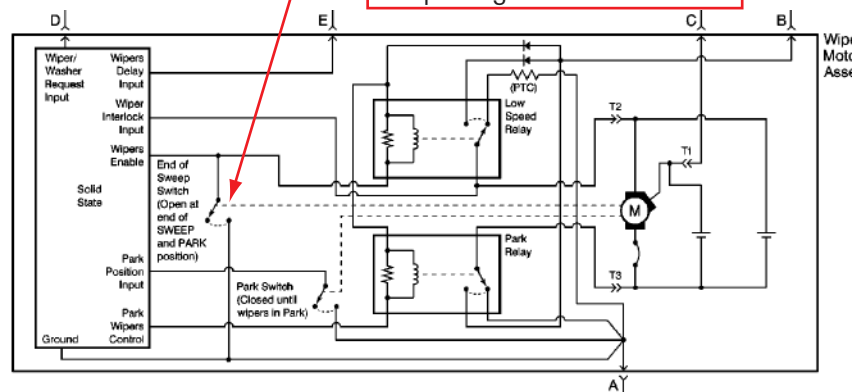 D
E
C
B
Wiper/
Washer
Request
Input
Wipers
Delay
Input
Wiper
Interlock
Input
Wipers
Enable
Solid
State
Park
Position
Input
Park
Wipers
Control
Ground
End of
Sweep
Switch
(Open at
end of
SWEEP
and PARK
position)
Park Switch
(Closed until
wipers in Park)
(PTC)
Low
Speed
Relay
Park
Relay
T2
T1
M
T3
A